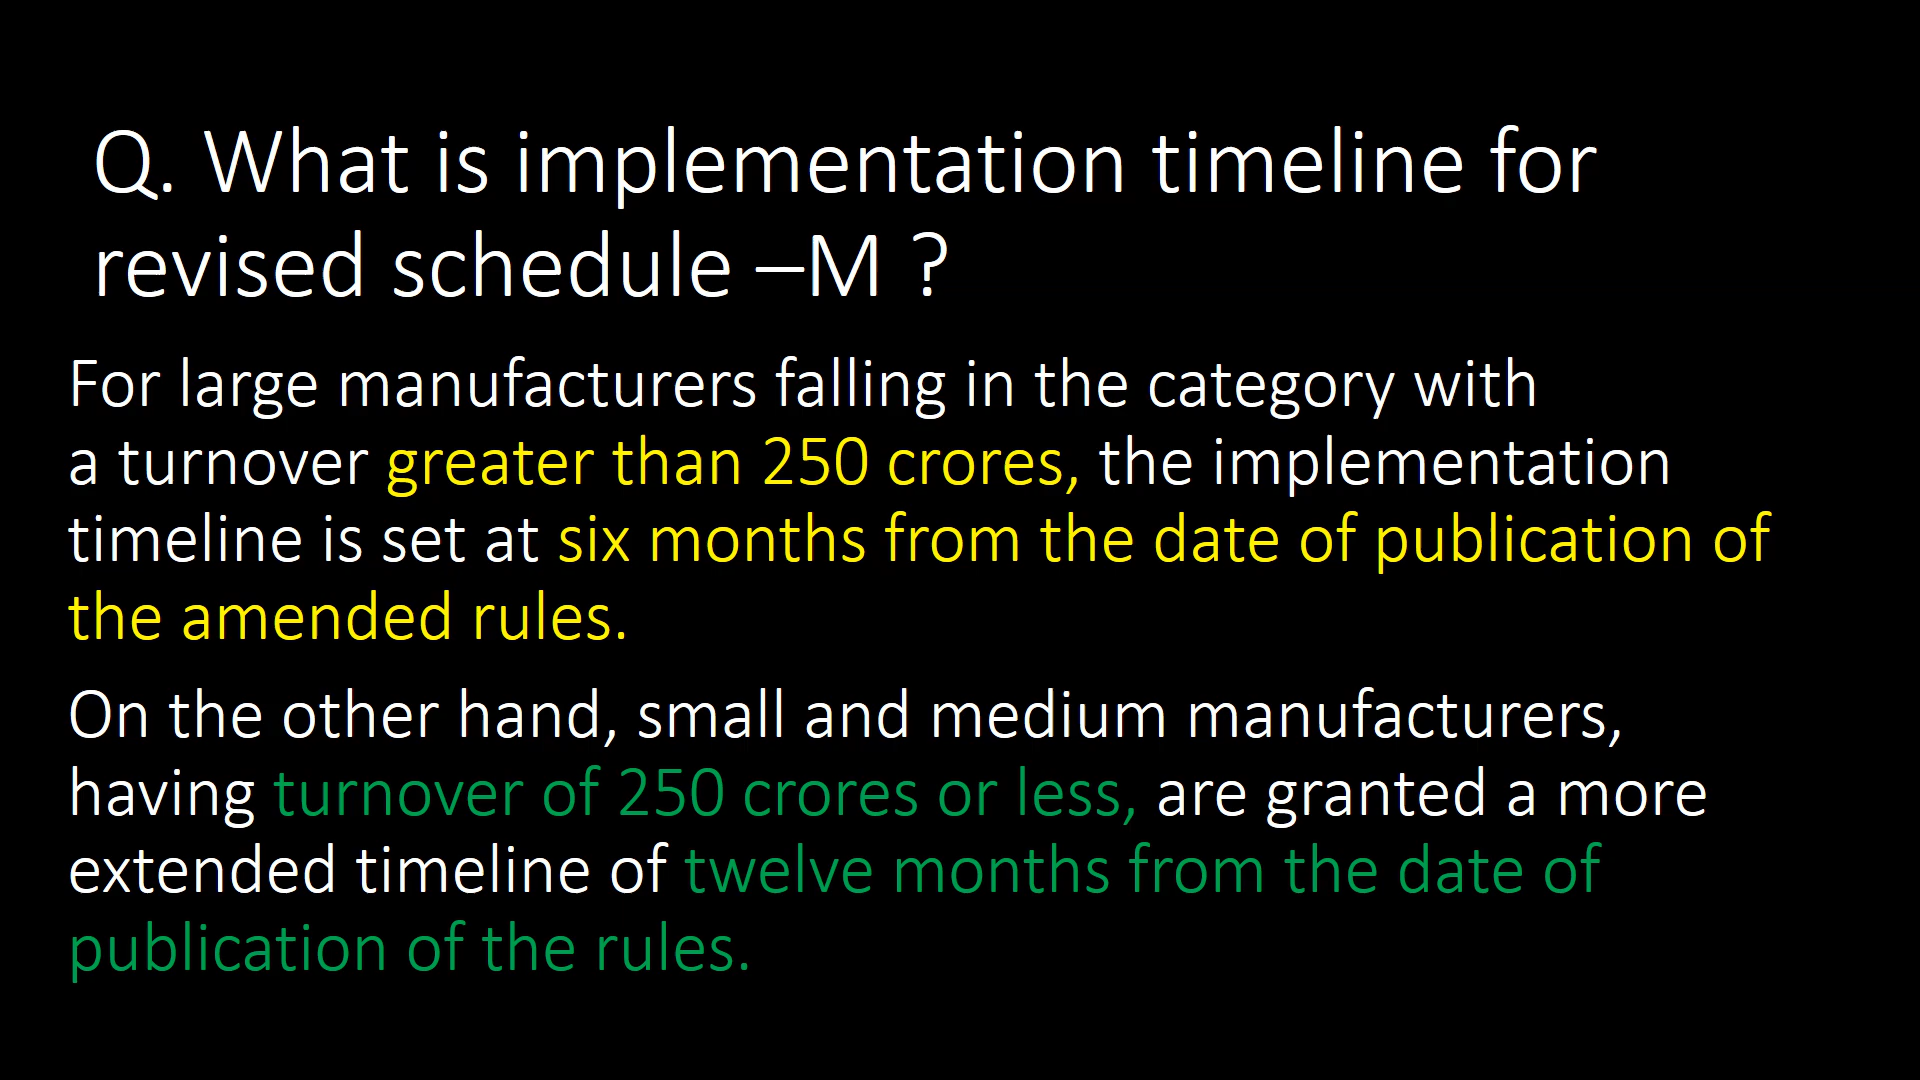 Q. What is implementation timeline for
revised schedule –M ?
For large manufacturers falling in the category with
a turnover greater than 250 crores, the implementation
timeline is set at six months from the date of publication of
the amended rules.
On the other hand, small and medium manufacturers,
having turnover of 250 crores or less, are granted a more
extended timeline of twelve months from the date of
publication of the rules.